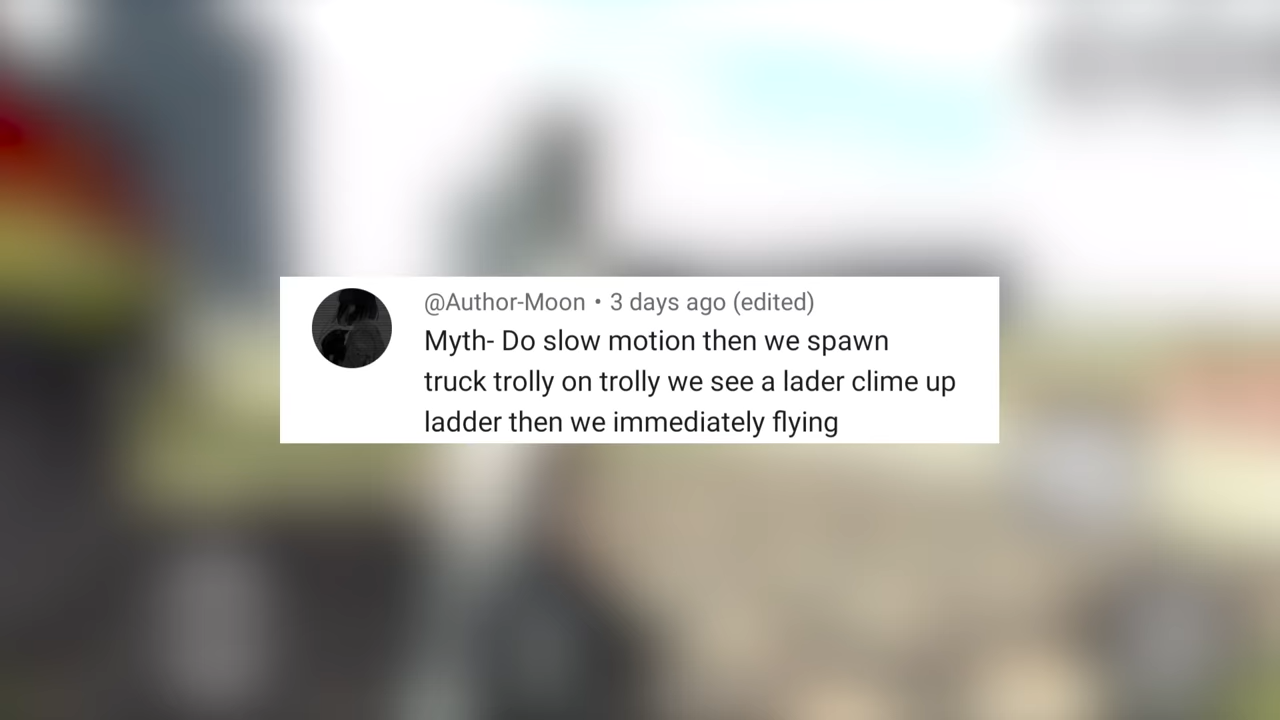 @Author-Moon • 3 days ago (edited)
Myth- Do slow motion then we spawn
truck trolly on trolly we see a lader clime up
ladder then we immediately flying